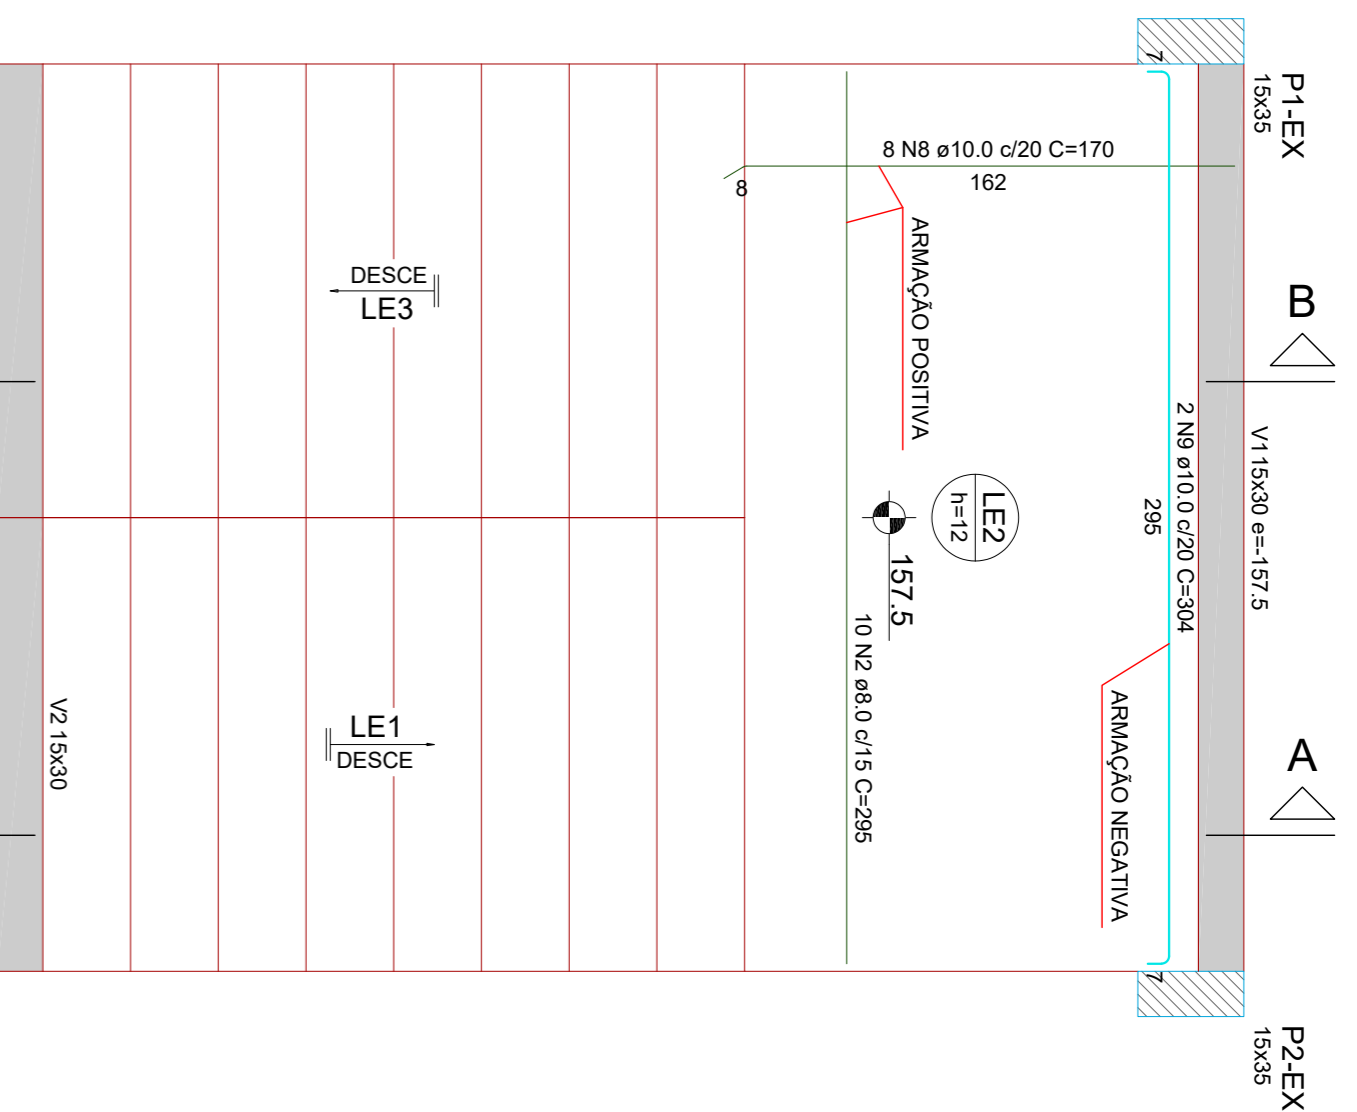 P1-EX
15x35
7
8 N8 ø10.0 c/20 C=170
162
8
ARMAÇÃO POSITIVA
DESCE
LE3
B
2 N9 ø10.0 c/20 C=304
295
V1 15x30 e=-157.5
LE2
h=12
157.5
10 N2 ø8.0 c/15 C=295
ARMAÇÃO NEGATIVA
LE1
DESCE
V2 15x30
A
7
P2-EX
15x35